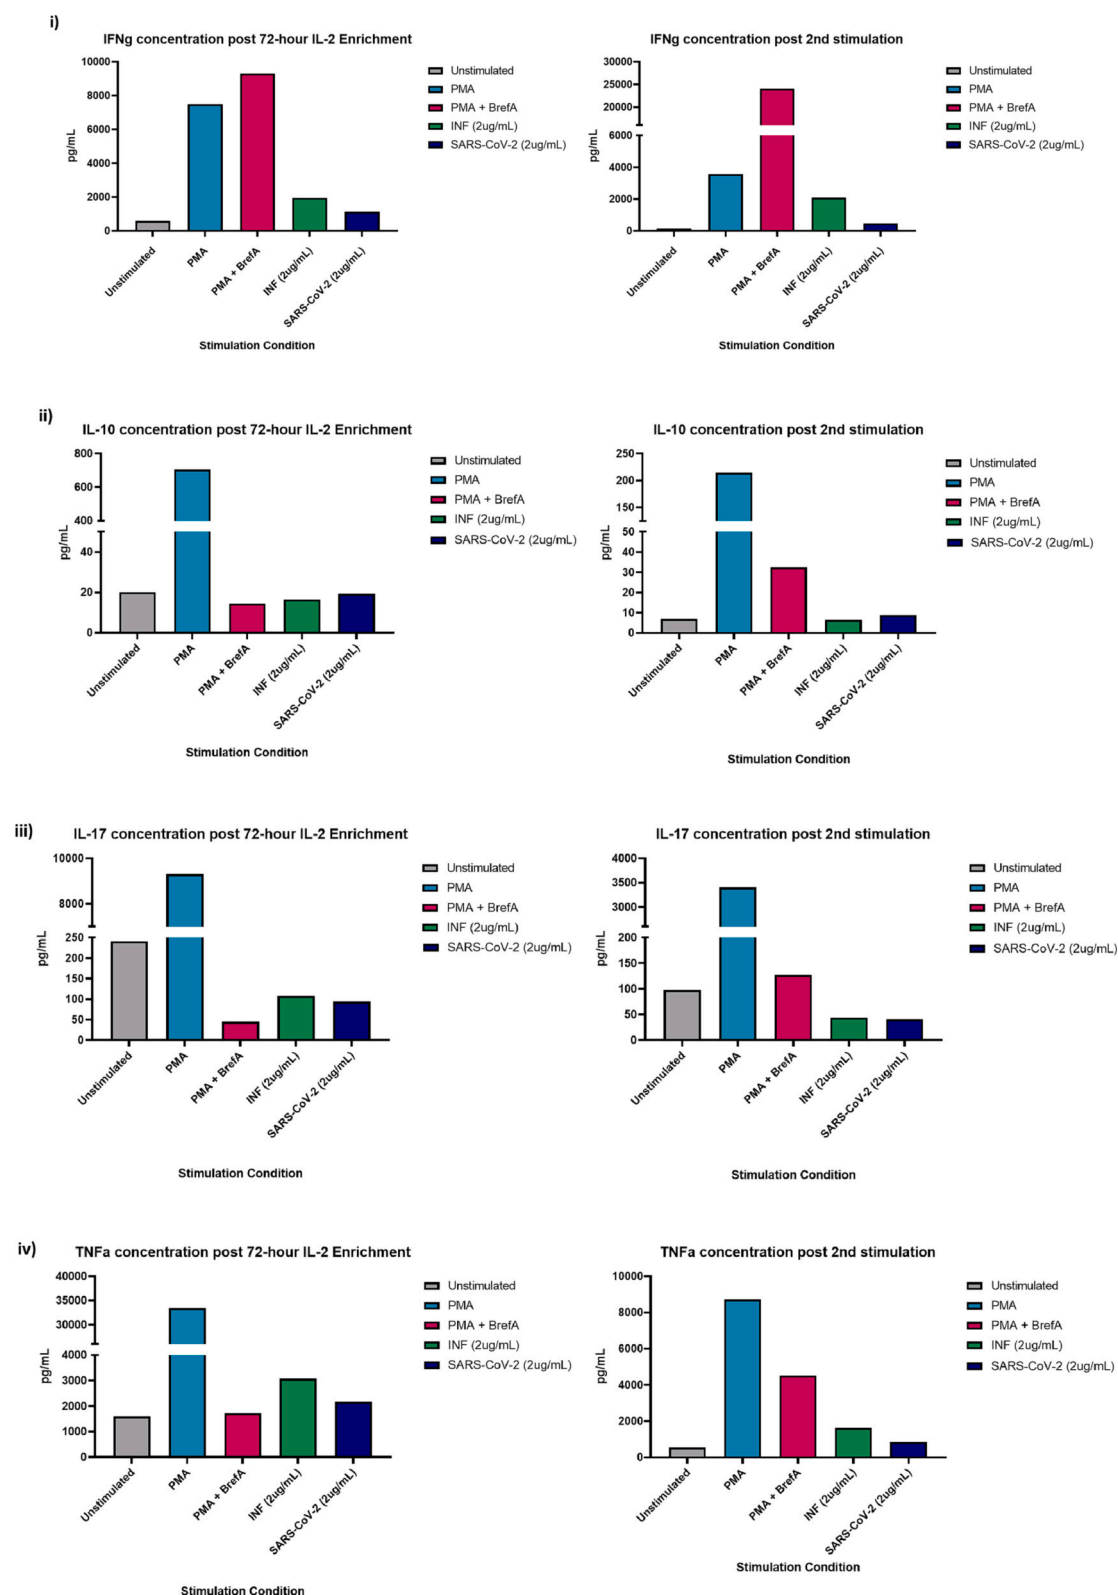 i)
IFNg concentration post 72-hour IL-2 Enrichment
10000
8000
6000
4000
2000
0
pg/mL
Unstimulated
PMA
PMA + BrefA
INF (2ug/mL)
SARS-CoV-2 (2ug/mL)
Stimulation Condition
Unstimulated
PMA
PMA + BrefA
INF (2ug/mL)
SARS-CoV-2 (2ug/mL)
IFNg concentration post 2nd stimulation
30000
25000
20000
6000
4000
2000
0
pg/mL
Unstimulated
PMA
PMA + BrefA
INF (2ug/mL)
SARS-CoV-2 (2ug/mL)
Stimulation Condition
Unstimulated
PMA
PMA + BrefA
INF (2ug/mL)
SARS-CoV-2 (2ug/mL)
ii)
IL-10 concentration post 72-hour IL-2 Enrichment
800
600
400
40
20
0
pg/mL
Unstimulated
PMA
PMA + BrefA
INF (2ug/mL)
SARS-CoV-2 (2ug/mL)
Stimulation Condition
Unstimulated
PMA
PMA + BrefA
INF (2ug/mL)
SARS-CoV-2 (2ug/mL)
IL-10 concentration post 2nd stimulation
250
200
150
50
40
30
20
10
0
pg/mL
Unstimulated
PMA
PMA + BrefA
INF (2ug/mL)
SARS-CoV-2 (2ug/mL)
Stimulation Condition
Unstimulated
PMA
PMA + BrefA
INF (2ug/mL)
SARS-CoV-2 (2ug/mL)
iii)
IL-17 concentration post 72-hour IL-2 Enrichment
10000
8000
250
200
150
100
50
0
pg/mL
Unstimulated
PMA
PMA + BrefA
INF (2ug/mL)
SARS-CoV-2 (2ug/mL)
Stimulation Condition
Unstimulated
PMA
PMA + BrefA
INF (2ug/mL)
SARS-CoV-2 (2ug/mL)
IL-17 concentration post 2nd stimulation
4000
3500
3000
200
150
100
50
0
pg/mL
Unstimulated
PMA
PMA + BrefA
INF (2ug/mL)
SARS-CoV-2 (2ug/mL)
Stimulation Condition
Unstimulated
PMA
PMA + BrefA
INF (2ug/mL)
SARS-CoV-2 (2ug/mL)
iv)
TNFa concentration post 72-hour IL-2 Enrichment
40000
35000
30000
4000
3000
2000
1000
0
pg/mL
Unstimulated
PMA
PMA + BrefA
INF (2ug/mL)
SARS-CoV-2 (2ug/mL)
Stimulation Condition
Unstimulated
PMA
PMA + BrefA
INF (2ug/mL)
SARS-CoV-2 (2ug/mL)
TNFa concentration post 2nd stimulation
10000
8000
6000
4000
2000
0
pg/mL
Unstimulated
PMA
PMA + BrefA
INF (2ug/mL)
SARS-CoV-2 (2ug/mL)
Stimulation Condition
Unstimulated
PMA
PMA + BrefA
INF (2ug/mL)
SARS-CoV-2 (2ug/mL)